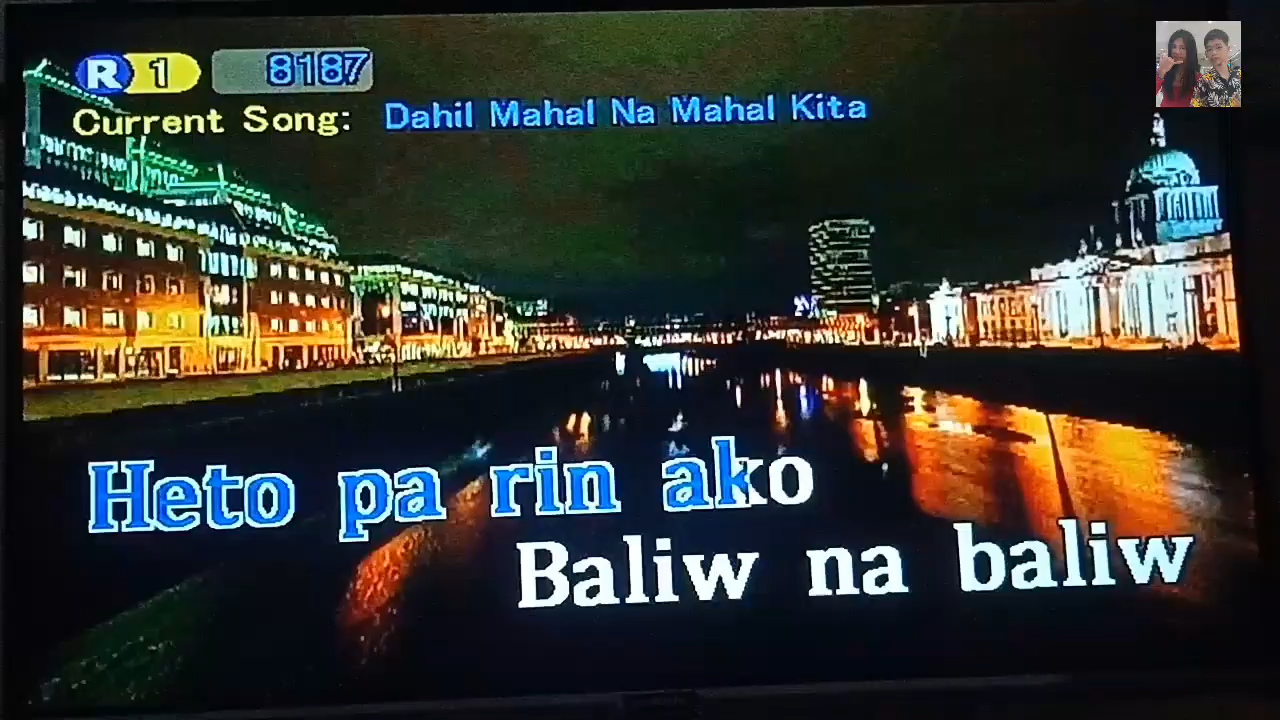 R 1 8187
Current Song: Dahil Mahal Na Mahal Kita
Heto pa rin ako
Baliw na baliw